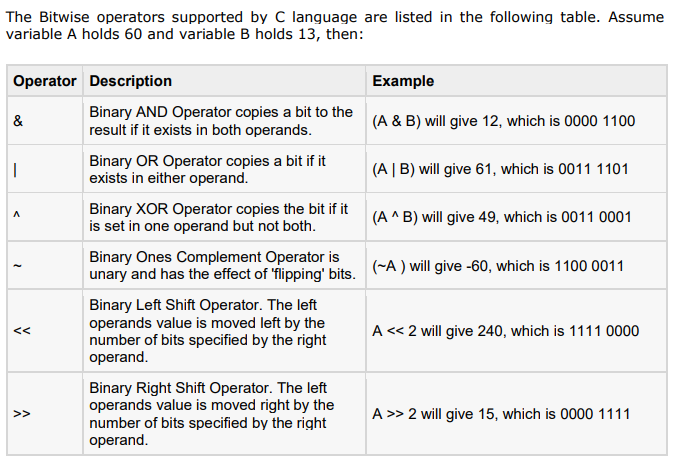 The Bitwise operators supported by C language are listed in the following table. Assume
variable A holds 60 and variable B holds 13, then:
Operator Description Example
& Binary AND Operator copies a bit to the
result if it exists in both operands. (A & B) will give 12, which is 0000 1100
| Binary OR Operator copies a bit if it
exists in either operand. (A | B) will give 61, which is 0011 1101
^ Binary XOR Operator copies the bit if it
is set in one operand but not both. (A ^ B) will give 49, which is 0011 0001
~ Binary Ones Complement Operator is
unary and has the effect of 'flipping' bits. (~A ) will give -60, which is 1100 0011
<< Binary Left Shift Operator. The left
operands value is moved left by the
number of bits specified by the right
operand. A << 2 will give 240, which is 1111 0000
>> Binary Right Shift Operator. The left
operands value is moved right by the
number of bits specified by the right
operand. A >> 2 will give 15, which is 0000 1111